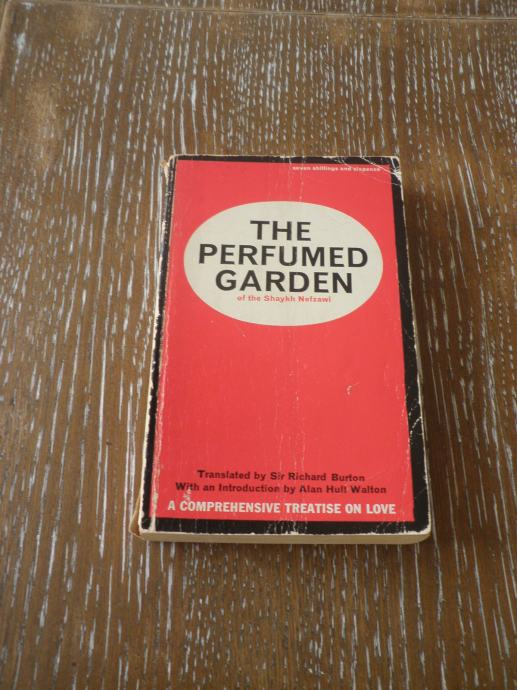 seven shillings and sixpence
THE
PERFUMED
GARDEN
of the Shaykh Nefzawi
Translated by Sir Richard Burton
With an Introduction by Alan Hull Walton
A COMPREHENSIVE TREATISE ON LOVE